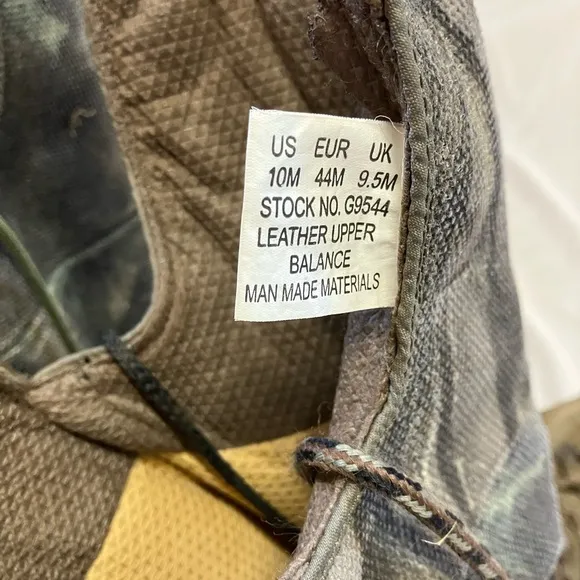 US EUR UK
10M 44M 9.5M
STOCK NO. G9544
LEATHER UPPER
BALANCE
MAN MADE MATERIALS